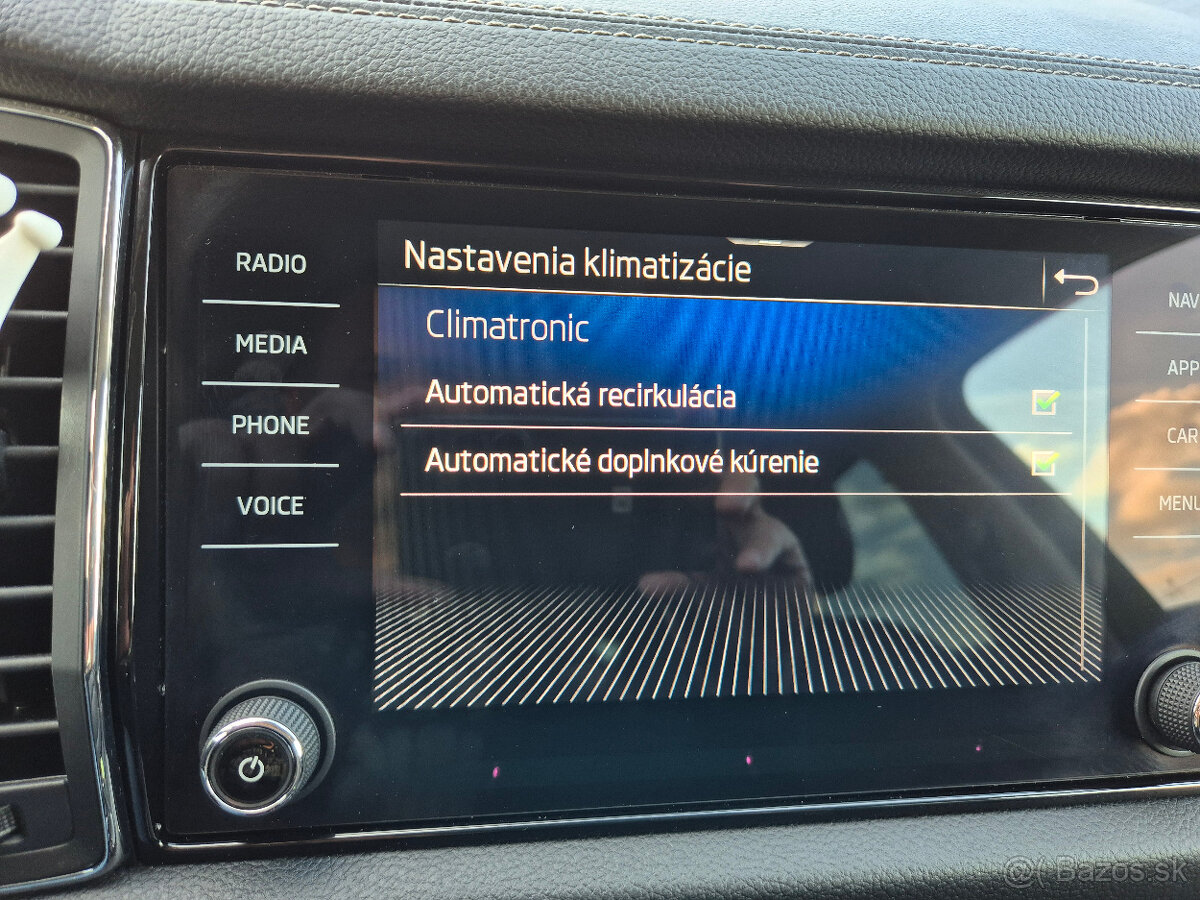 RADIO
MEDIA
PHONE
VOICE
Nastavenia klimatizácie
Climatronic
Automatická recirkulácia
Automatické doplnkové kúrenie
NAV
APP
CAR
MENU
Bazos.sk